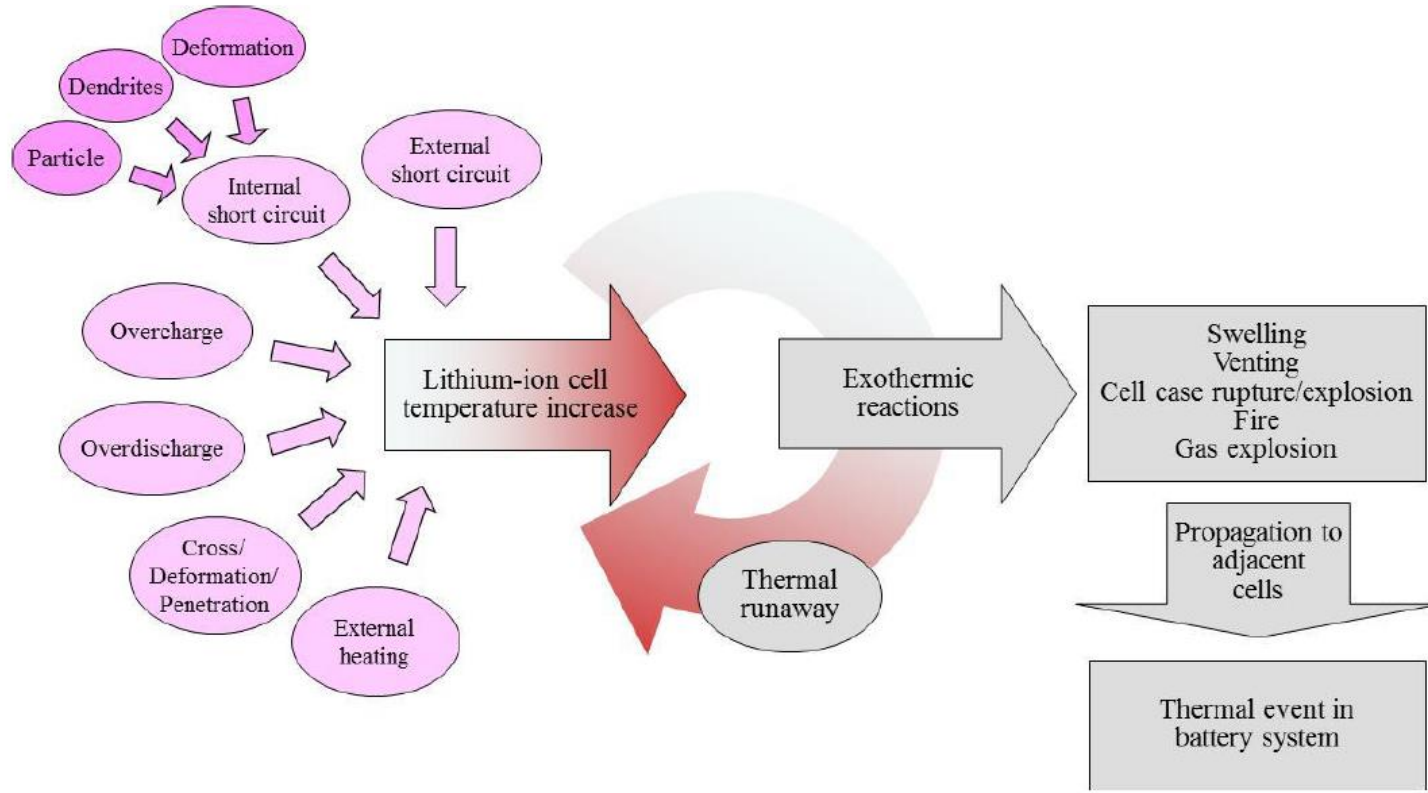 Deformation
Dendrites
Particle
Internal
short circuit
External
short circuit
Overcharge
Overdischarge
Cross/
Deformation/
Penetration
External
heating
Lithium-ion cell
temperature increase
Exothermic
reactions
Thermal
runaway
Swelling
Venting
Cell case rupture/explosion
Fire
Gas explosion
Propagation to
adjacent
cells
Thermal event in
battery system